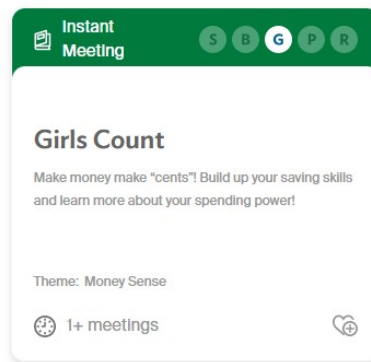 Instant
Meeting
S B G P R
Girls Count
Make money make “cents”! Build up your saving skills
and learn more about your spending power!
Theme: Money Sense
1+ meetings